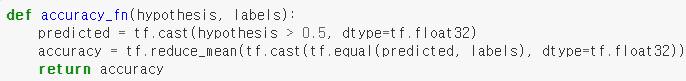 def accuracy_fn(hypothesis, labels):
    predicted = tf.cast(hypothesis > 0.5, dtype=tf.float32)
    accuracy = tf.reduce_mean(tf.cast(tf.equal(predicted, labels), dtype=tf.float32))
    return accuracy